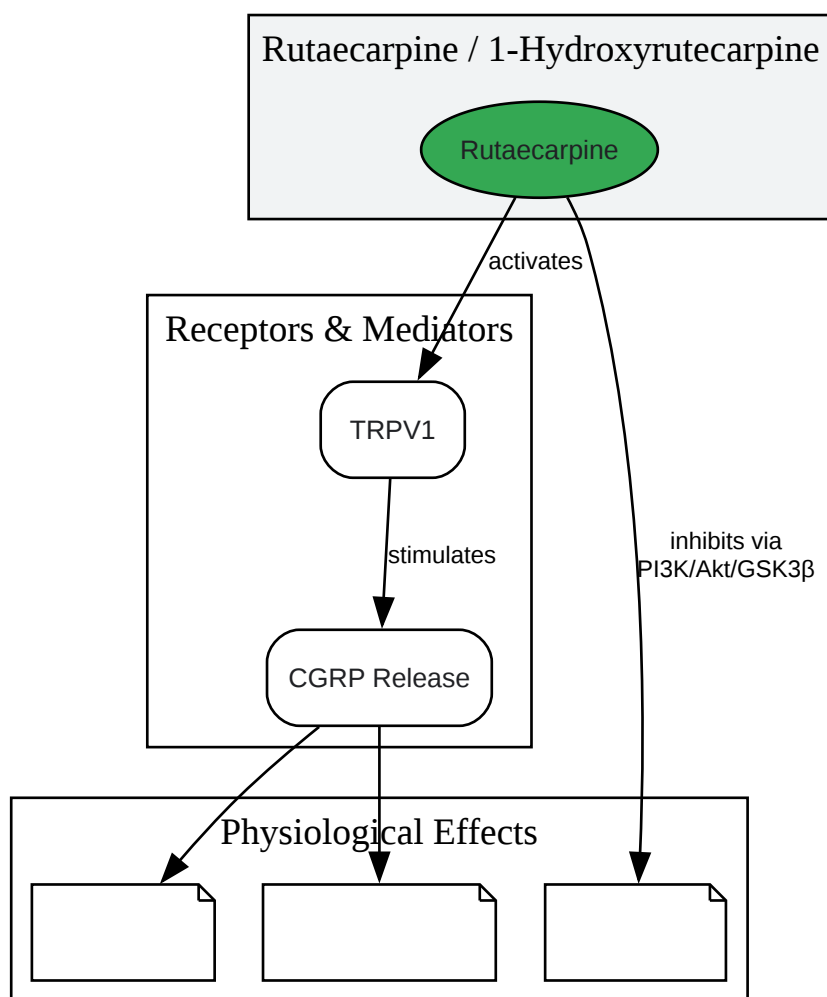 Rutaecarpine / 1-Hydroxyrutecarpine
Rutaecarpine
activates
Receptors & Mediators
TRPV1
stimulates
inhibits via
PI3K/Akt/GSK3β
CGRP Release
Physiological Effects